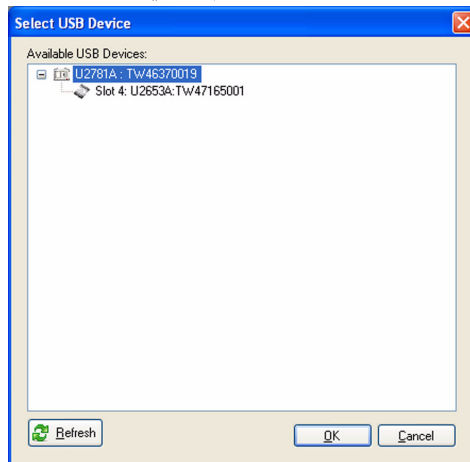 Select USB Device
Available USB Devices:
U2781A : TW46370019
Slot 4: U2653A:TW47165001
Refresh
OK
Cancel